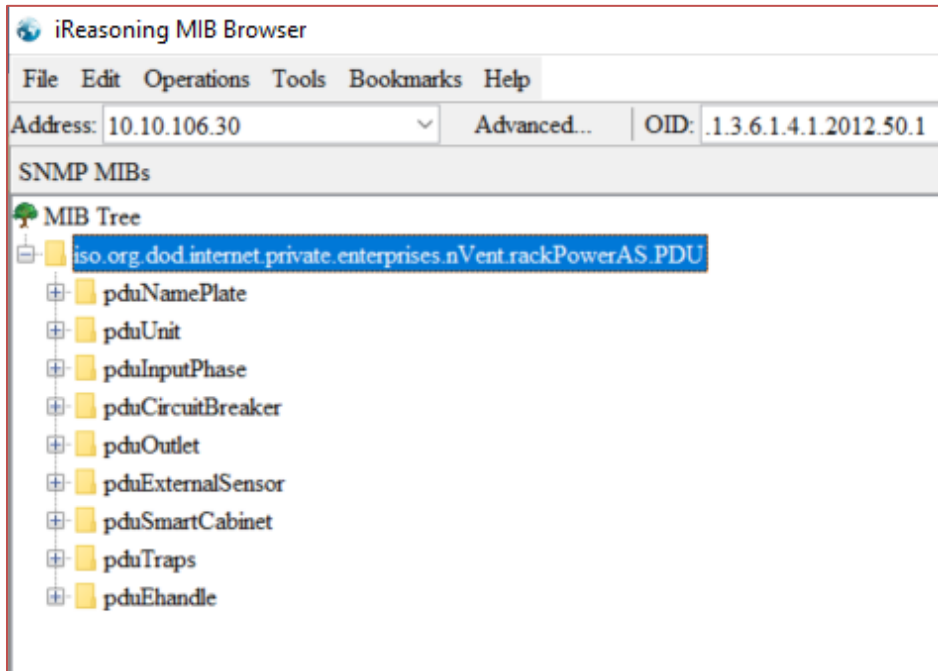 iReasoning MIB Browser
File Edit Operations Tools Bookmarks Help
Address: 10.10.106.30 Advanced... OID: .1.3.6.1.4.1.2012.50.1
SNMP MIBs
MIB Tree
iso.org.dod.internet.private.enterprises.nVent.rackPowerAS.PDU
pduNamePlate
pduUnit
pduInputPhase
pduCircuitBreaker
pduOutlet
pduExternalSensor
pduSmartCabinet
pduTraps
pduEhandle